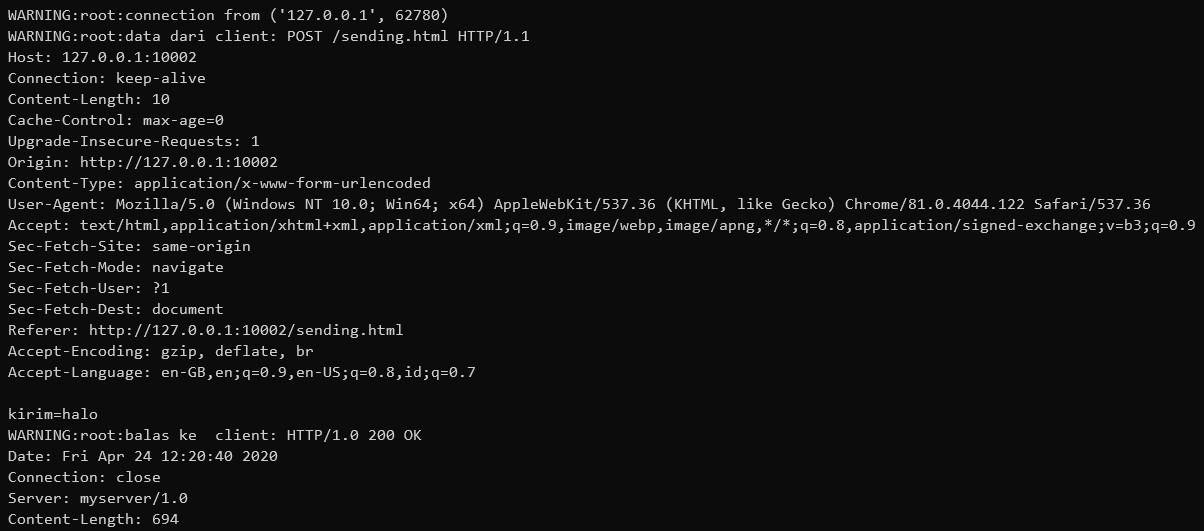 WARNING:root:connection from ('127.0.0.1', 62780)
WARNING:root:data dari client: POST /sending.html HTTP/1.1
Host: 127.0.0.1:10002
Connection: keep-alive
Content-Length: 10
Cache-Control: max-age=0
Upgrade-Insecure-Requests: 1
Origin: http://127.0.0.1:10002
Content-Type: application/x-www-form-urlencoded
User-Agent: Mozilla/5.0 (Windows NT 10.0; Win64; x64) AppleWebKit/537.36 (KHTML, like Gecko) Chrome/81.0.4044.122 Safari/537.36
Accept: text/html,application/xhtml+xml,application/xml;q=0.9,image/webp,image/apng,*/*;q=0.8,application/signed-exchange;v=b3;q=0.9
Sec-Fetch-Site: same-origin
Sec-Fetch-Mode: navigate
Sec-Fetch-User: ?1
Sec-Fetch-Dest: document
Referer: http://127.0.0.1:10002/sending.html
Accept-Encoding: gzip, deflate, br
Accept-Language: en-GB,en;q=0.9,en-US;q=0.8,id;q=0.7

kirim=halo
WARNING:root:balas ke  client: HTTP/1.0 200 OK
Date: Fri Apr 24 12:20:40 2020
Connection: close
Server: myserver/1.0
Content-Length: 694